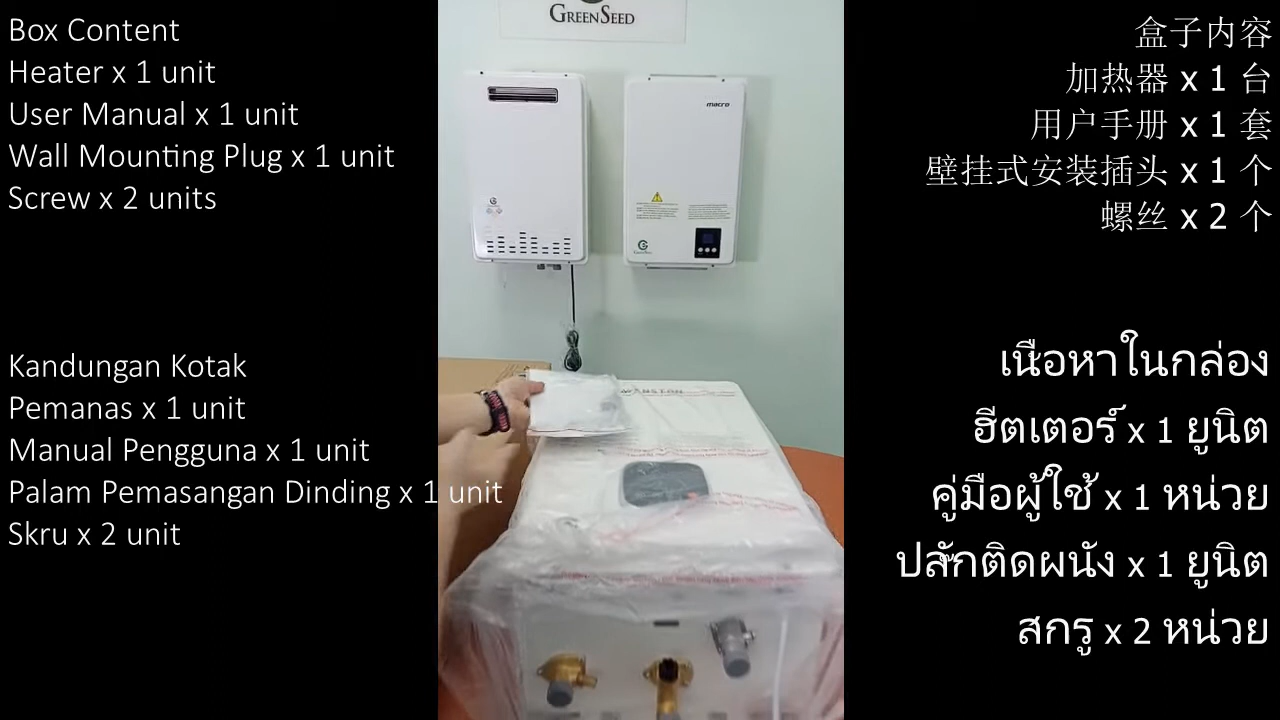 Box Content
Heater x 1 unit
User Manual x 1 unit
Wall Mounting Plug x 1 unit
Screw x 2 units
Kandungan Kotak
Pemanas x 1 unit
Manual Pengguna x 1 unit
Palam Pemasangan Dinding x 1 unit
Skru x 2 unit
GREENSEED
macro
盒子内容
加热器 x 1 台
用户手册 x 1 套
壁挂式安装插头 x 1 个
螺丝 x 2 个
เนื้อหาในกล่อง
ฮีตเตอร์ x 1 ยูนิต
คู่มือผู้ใช้ x 1 หน่วย
ปลั๊กติดผนัง x 1 ยูนิต
สกรู x 2 หน่วย